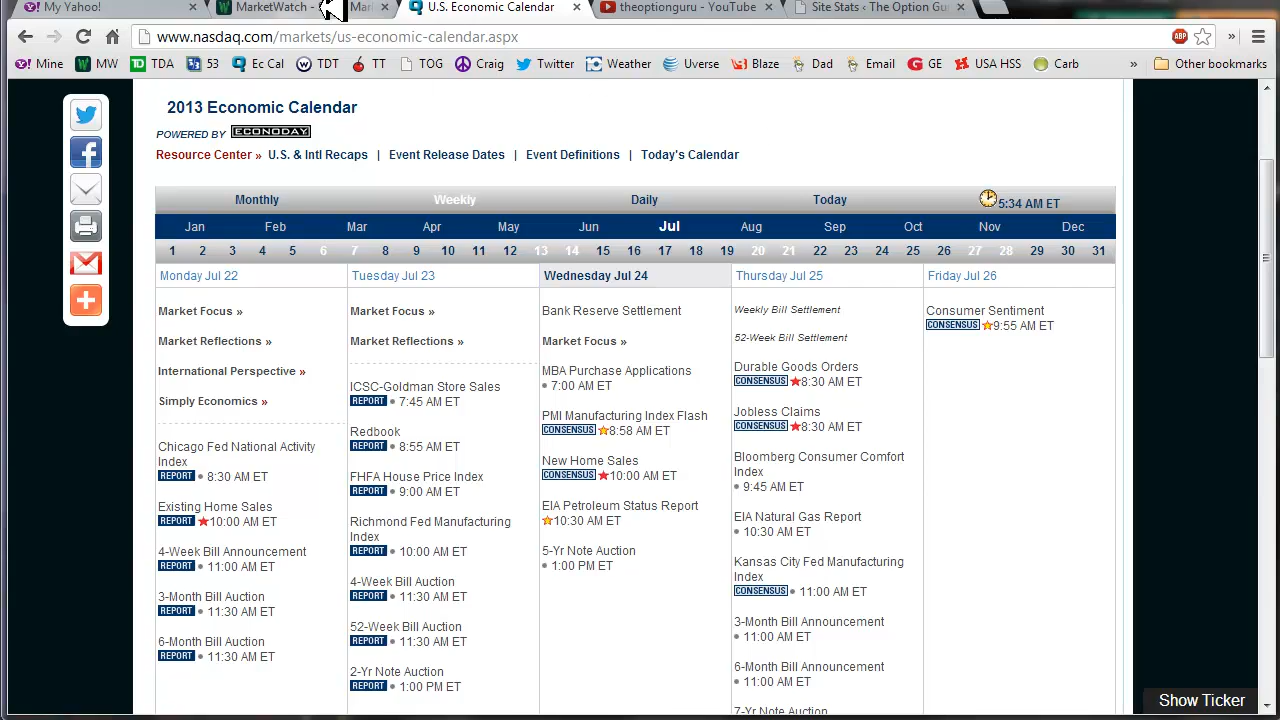 My Yahoo!
MarketWatch -
Mar
U.S. Economic Calendar
theoptionguru - YouTube
Site Stats ‹ The Option Gu
www.nasdaq.com/markets/us-economic-calendar.aspx
Mine
MW
TDA
53
Ec Cal
TDT
TT
TOG
Craig
Twitter
Weather
Uverse
Blaze
Dad
Email
GE
USA HSS
Carb
»
Other bookmarks
2013 Economic Calendar
POWERED BY ECONODAY
Resource Center » U.S. & Intl Recaps | Event Release Dates | Event Definitions | Today's Calendar
Monthly Weekly Daily Today 5:34 AM ET
Jan Feb Mar Apr May Jun Jul Aug Sep Oct Nov Dec
1 2 3 4 5 6 7 8 9 10 11 12 13 14 15 16 17 18 19 20 21 22 23 24 25 26 27 28 29 30 31
Monday Jul 22
Market Focus »
Market Reflections »
International Perspective »
Simply Economics »
Chicago Fed National Activity
Index
REPORT • 8:30 AM ET
Existing Home Sales
REPORT ★10:00 AM ET
4-Week Bill Announcement
REPORT • 11:00 AM ET
3-Month Bill Auction
REPORT • 11:30 AM ET
6-Month Bill Auction
REPORT • 11:30 AM ET
Tuesday Jul 23
Market Focus »
Market Reflections »
ICSC-Goldman Store Sales
REPORT • 7:45 AM ET
Redbook
REPORT • 8:55 AM ET
FHFA House Price Index
REPORT • 9:00 AM ET
Richmond Fed Manufacturing
Index
REPORT • 10:00 AM ET
4-Week Bill Auction
REPORT • 11:30 AM ET
52-Week Bill Auction
REPORT • 11:30 AM ET
2-Yr Note Auction
REPORT • 1:00 PM ET
Wednesday Jul 24
Bank Reserve Settlement
Market Focus »
MBA Purchase Applications
• 7:00 AM ET
PMI Manufacturing Index Flash
CONSENSUS ★8:58 AM ET
New Home Sales
CONSENSUS ★10:00 AM ET
EIA Petroleum Status Report
★10:30 AM ET
5-Yr Note Auction
• 1:00 PM ET
Thursday Jul 25
Weekly Bill Settlement
52-Week Bill Settlement
Durable Goods Orders
CONSENSUS ★8:30 AM ET
Jobless Claims
CONSENSUS ★8:30 AM ET
Bloomberg Consumer Comfort
Index
• 9:45 AM ET
EIA Natural Gas Report
• 10:30 AM ET
Kansas City Fed Manufacturing
Index
CONSENSUS • 11:00 AM ET
3-Month Bill Announcement
• 11:00 AM ET
6-Month Bill Announcement
• 11:00 AM ET
Friday Jul 26
Consumer Sentiment
CONSENSUS ★9:55 AM ET
Show Ticker